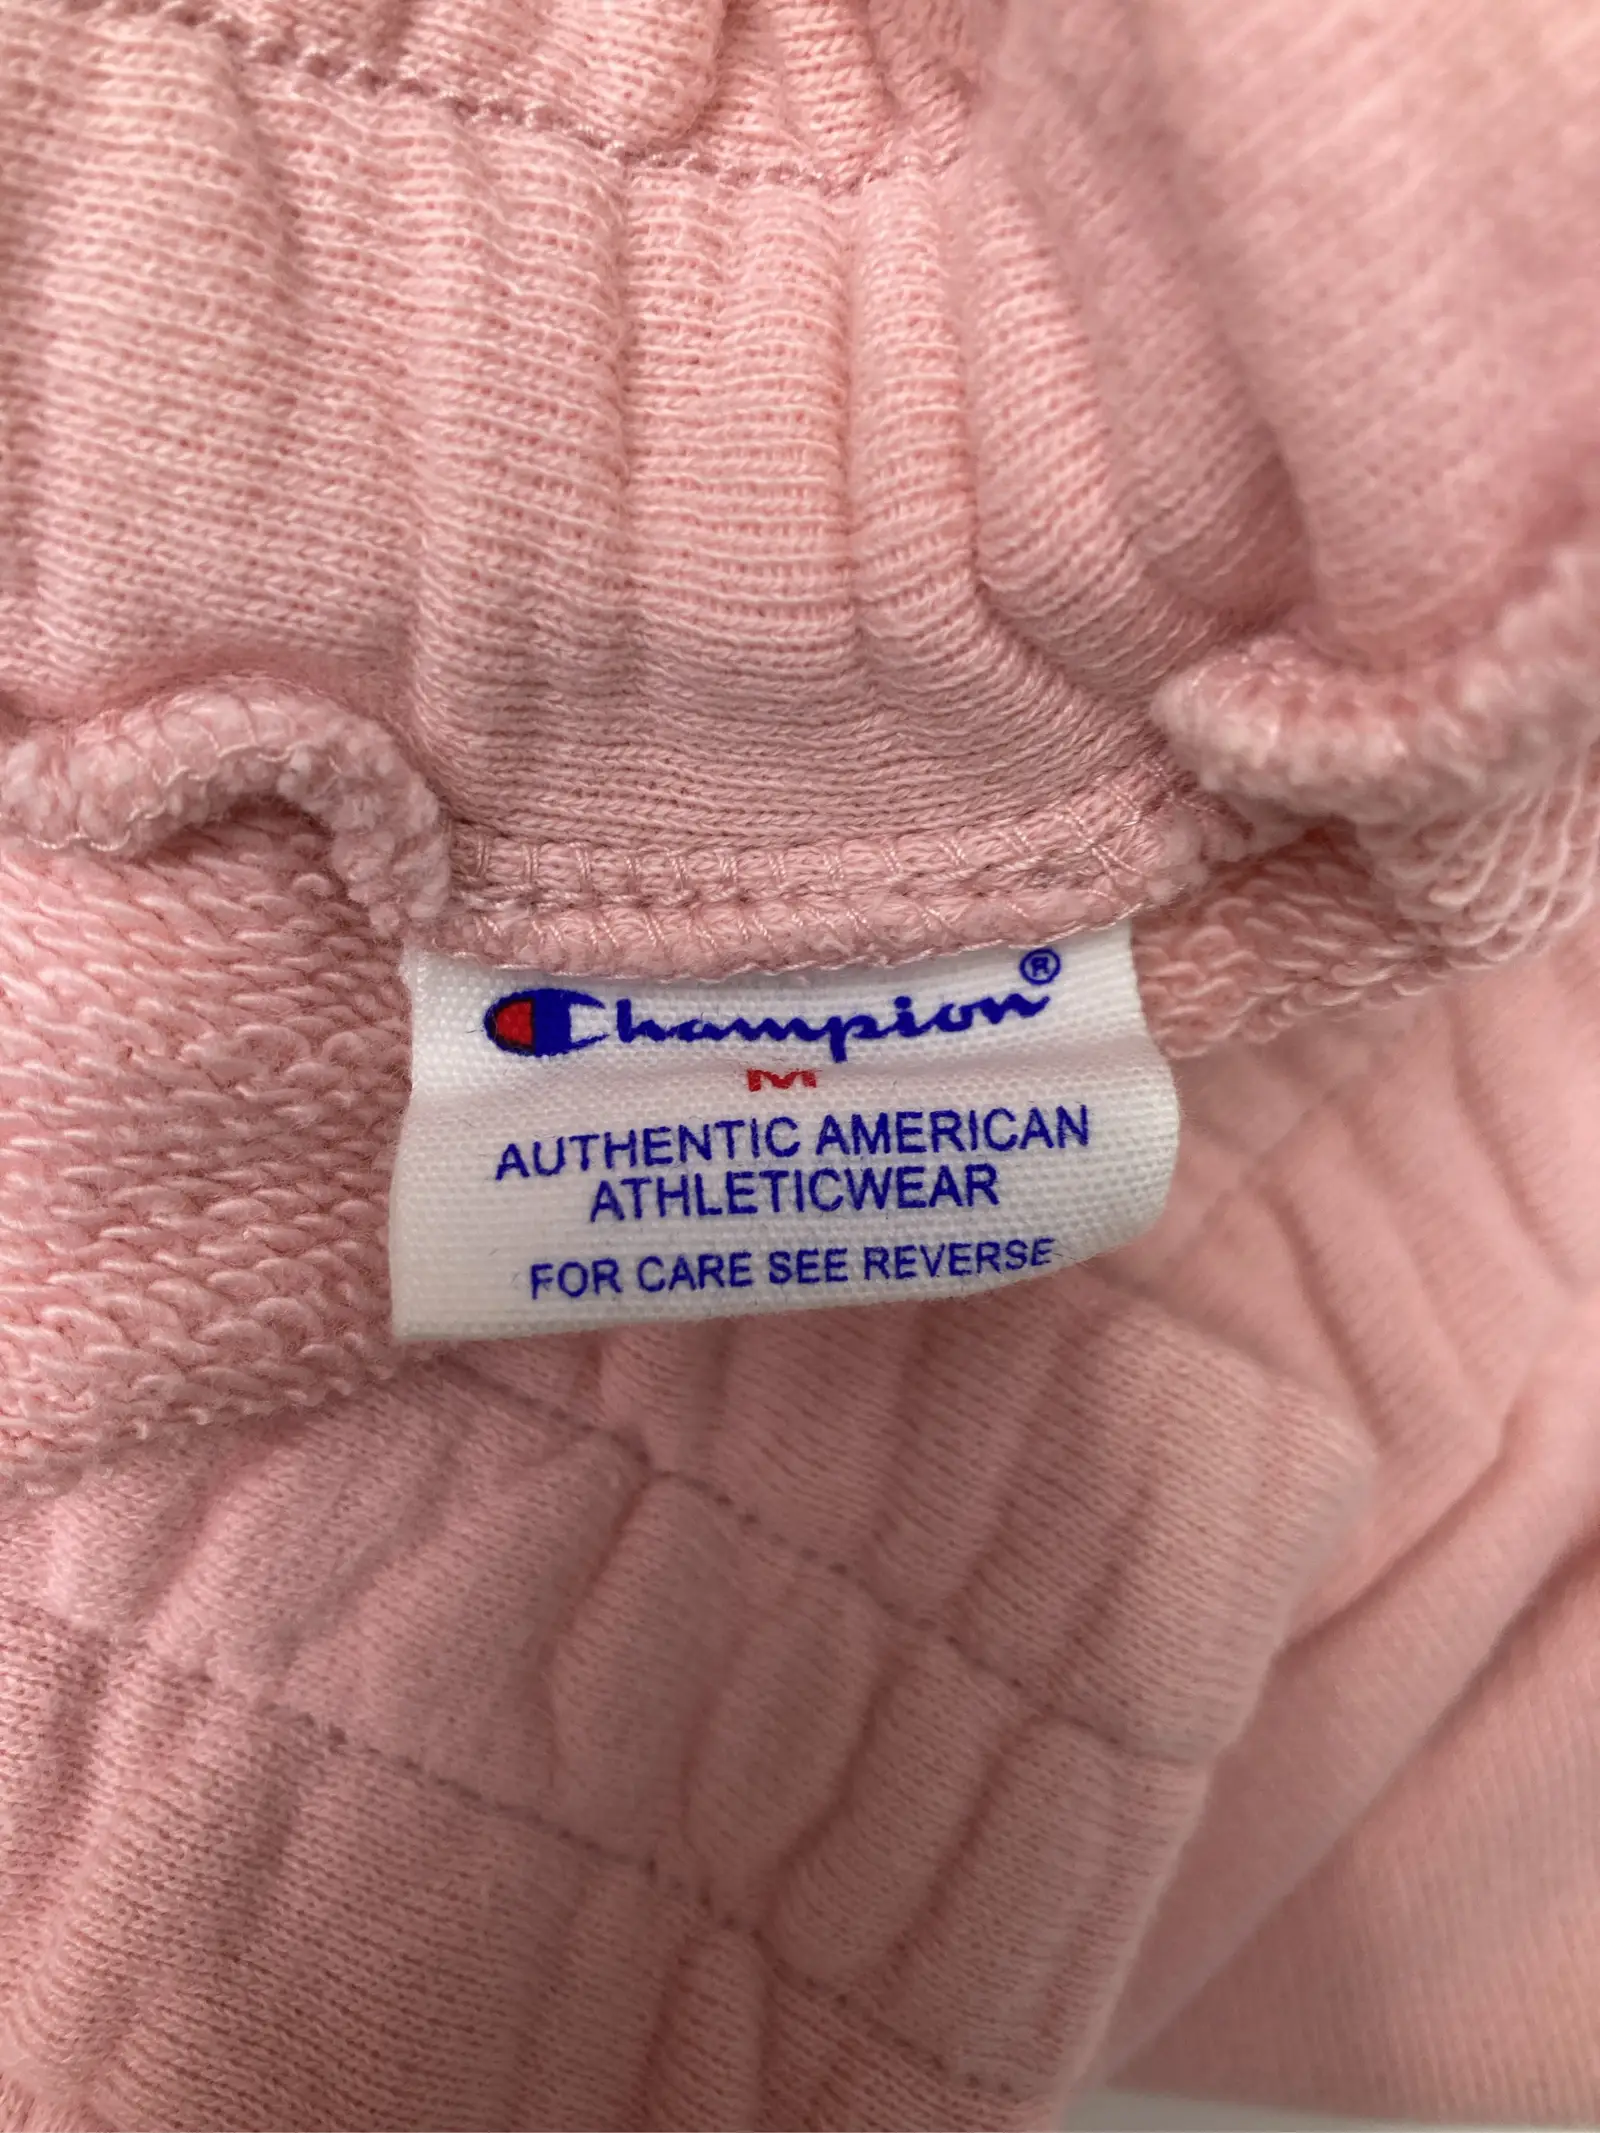 Champion®
M
AUTHENTIC AMERICAN
ATHLETICWEAR
FOR CARE SEE REVERSE